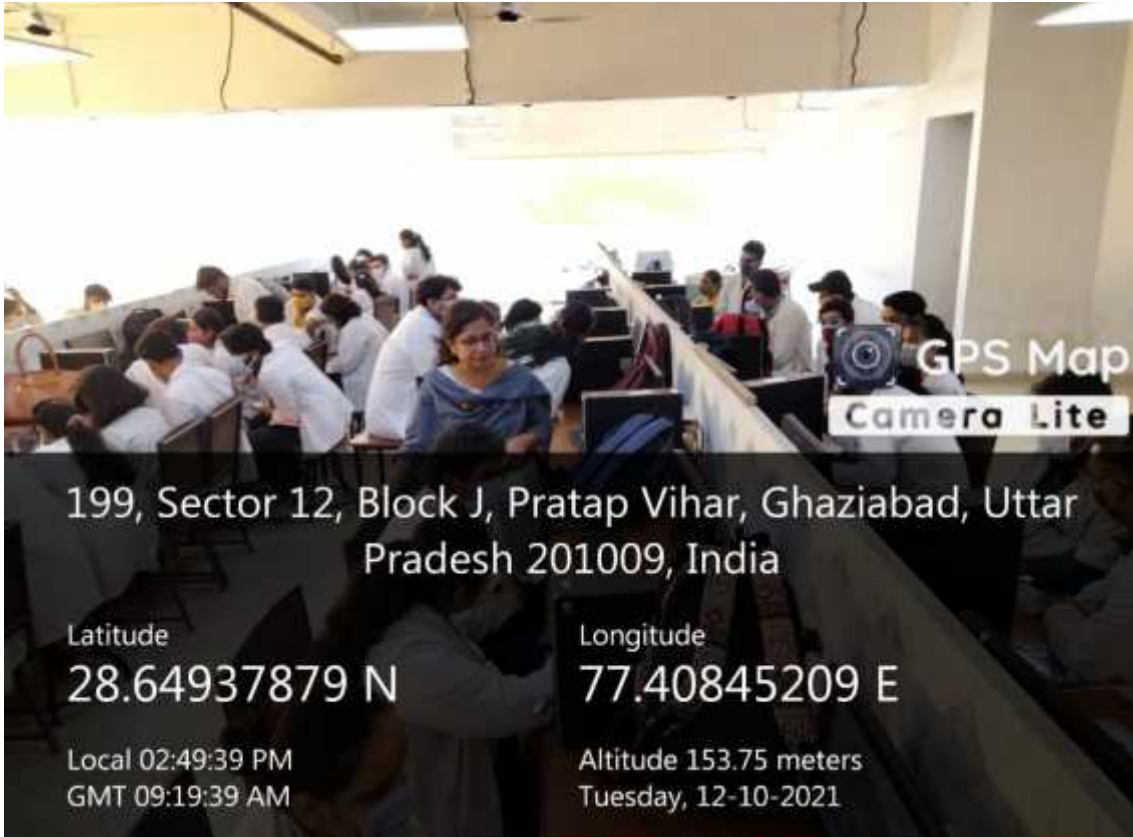 GPS Map
Camera Lite
199, Sector 12, Block J, Pratap Vihar, Ghaziabad, Uttar
Pradesh 201009, India
Latitude
28.64937879 N
Longitude
77.40845209 E
Local 02:49:39 PM
GMT 09:19:39 AM
Altitude 153.75 meters
Tuesday, 12-10-2021